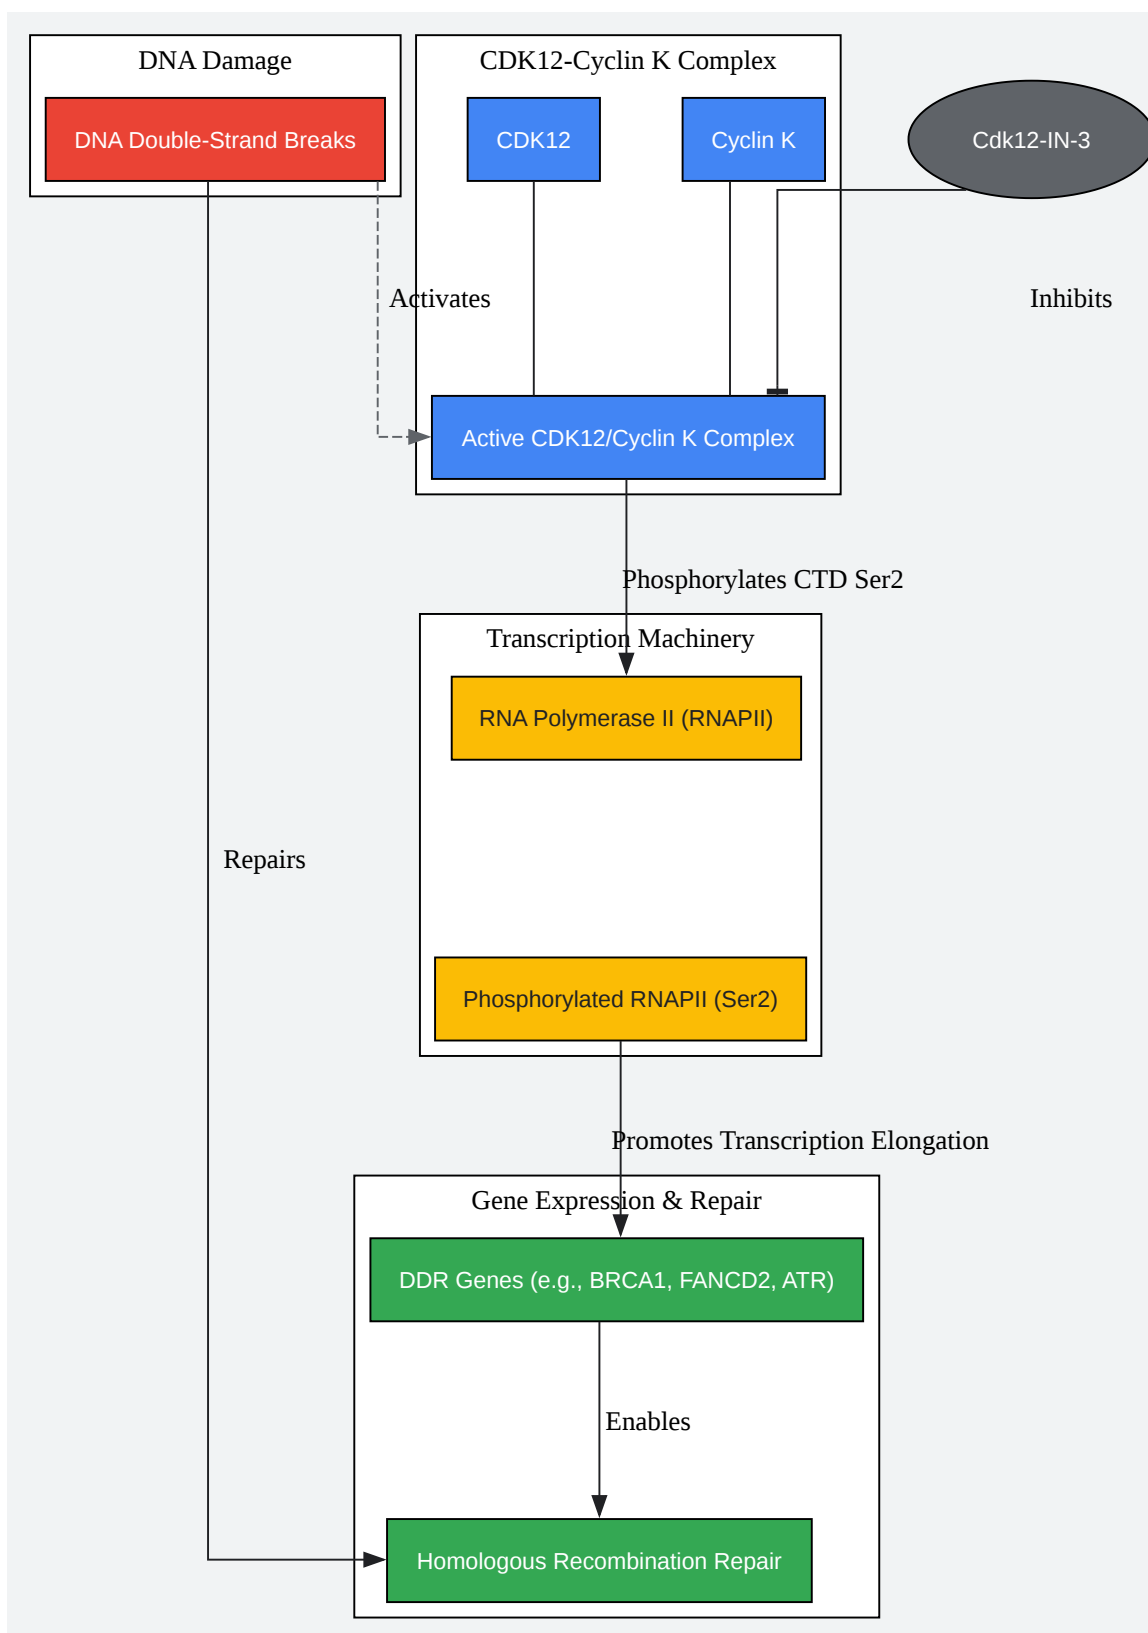 DNA Damage
CDK12-Cyclin K Complex
DNA Double-Strand Breaks
CDK12
Cyclin K
Cdk12-IN-3
Activates
Inhibits
Active CDK12/Cyclin K Complex
Phosphorylates CTD Ser2
Transcription Machinery
RNA Polymerase II (RNAPII)
Repairs
Phosphorylated RNAPII (Ser2)
Promotes Transcription Elongation
Gene Expression & Repair
DDR Genes (e.g., BRCA1, FANCD2, ATR)
Enables
Homologous Recombination Repair